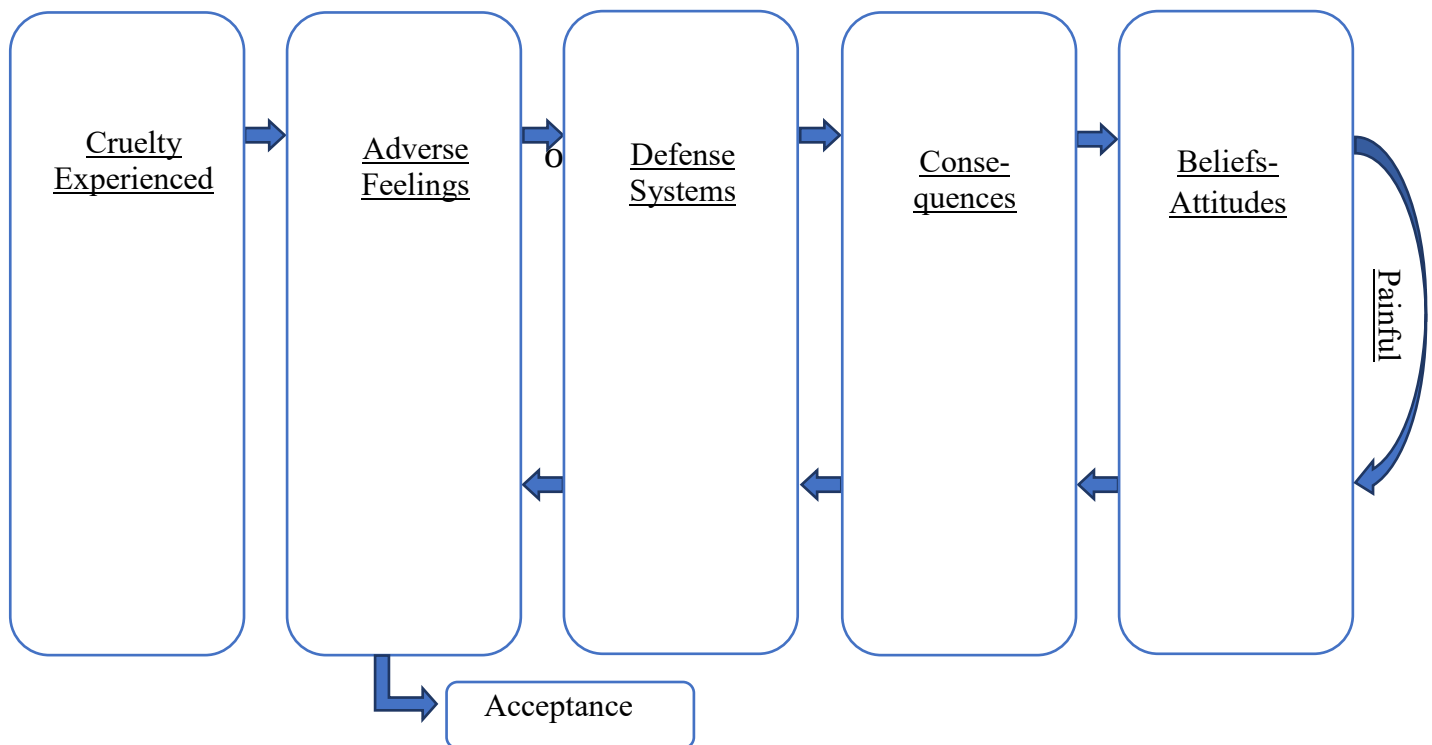 Cruelty
Experienced
Adverse
Feelings
o
Defense
Systems
Conse-
quences
Beliefs-
Attitudes
Painful
Acceptance